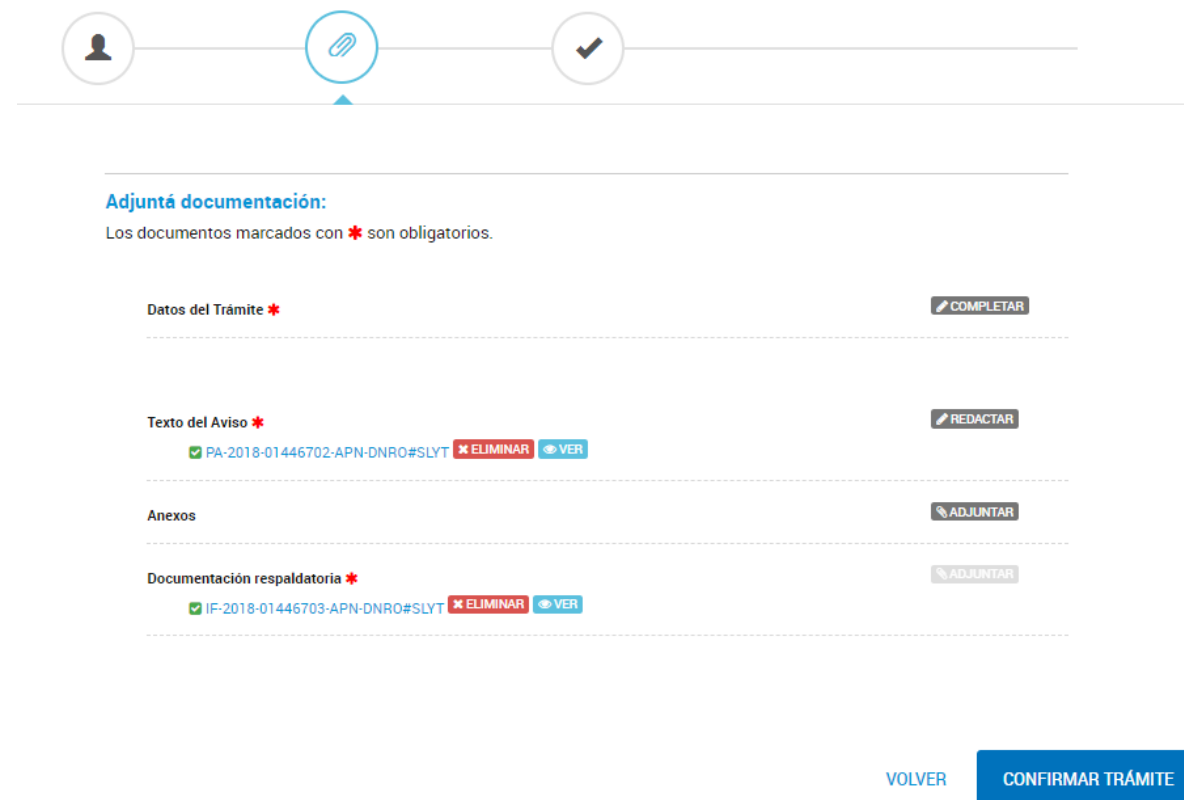 Adjuntá documentación:
Los documentos marcados con ✱ son obligatorios.
Datos del Trámite ✱ COMPLETAR
Texto del Aviso ✱ REDACTAR
PA-2018-01446702-APN-DNRO#SLYT ELIMINAR VER
Anexos ADJUNTAR
Documentación respaldatoria ✱ ADJUNTAR
IF-2018-01446703-APN-DNRO#SLYT ELIMINAR VER
VOLVER CONFIRMAR TRÁMITE